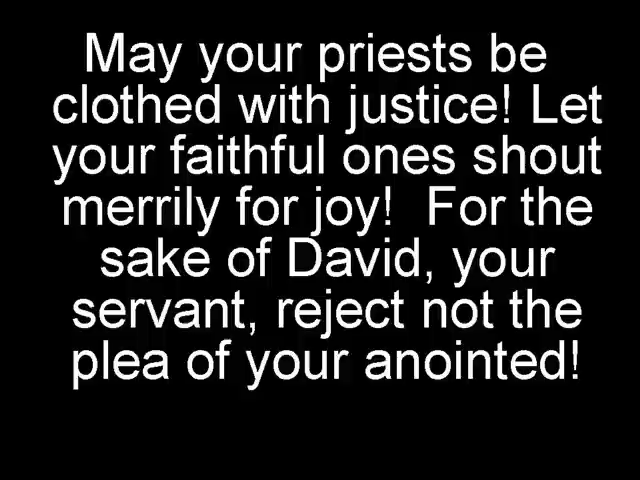 May your priests be
clothed with justice! Let
your faithful ones shout
merrily for joy!  For the
sake of David, your
servant, reject not the
plea of your anointed!